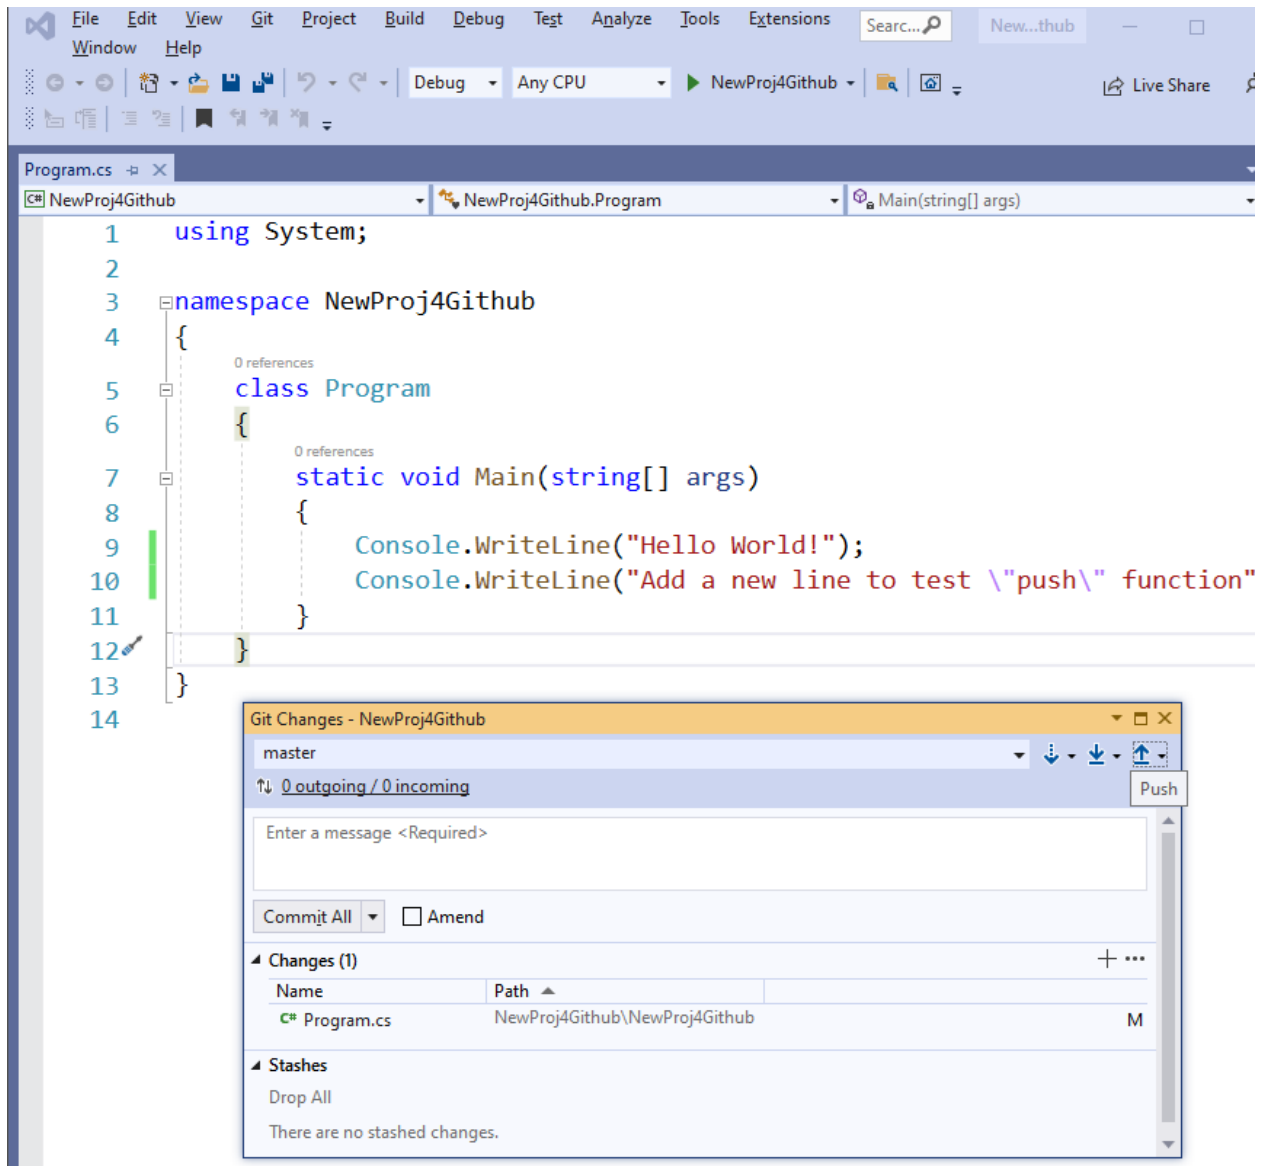 File Edit View Git Project Build Debug Test Analyze Tools Extensions Searc... New...thub
Window Help
Debug Any CPU NewProj4Github Live Share
Program.cs
C# NewProj4Github NewProj4Github.Program Main(string[] args)
1 using System;
2
3 namespace NewProj4Github
4 {
0 references
5 class Program
6 {
0 references
7 static void Main(string[] args)
8 {
9 Console.WriteLine("Hello World!");
10 Console.WriteLine("Add a new line to test \"push\" function"
11 }
12 }
13 }
14
Git Changes - NewProj4Github
master
0 outgoing / 0 incoming
Push
Enter a message <Required>
Commit All Amend
Changes (1)
Name Path
C# Program.cs NewProj4Github\NewProj4Github M
Stashes
Drop All
There are no stashed changes.